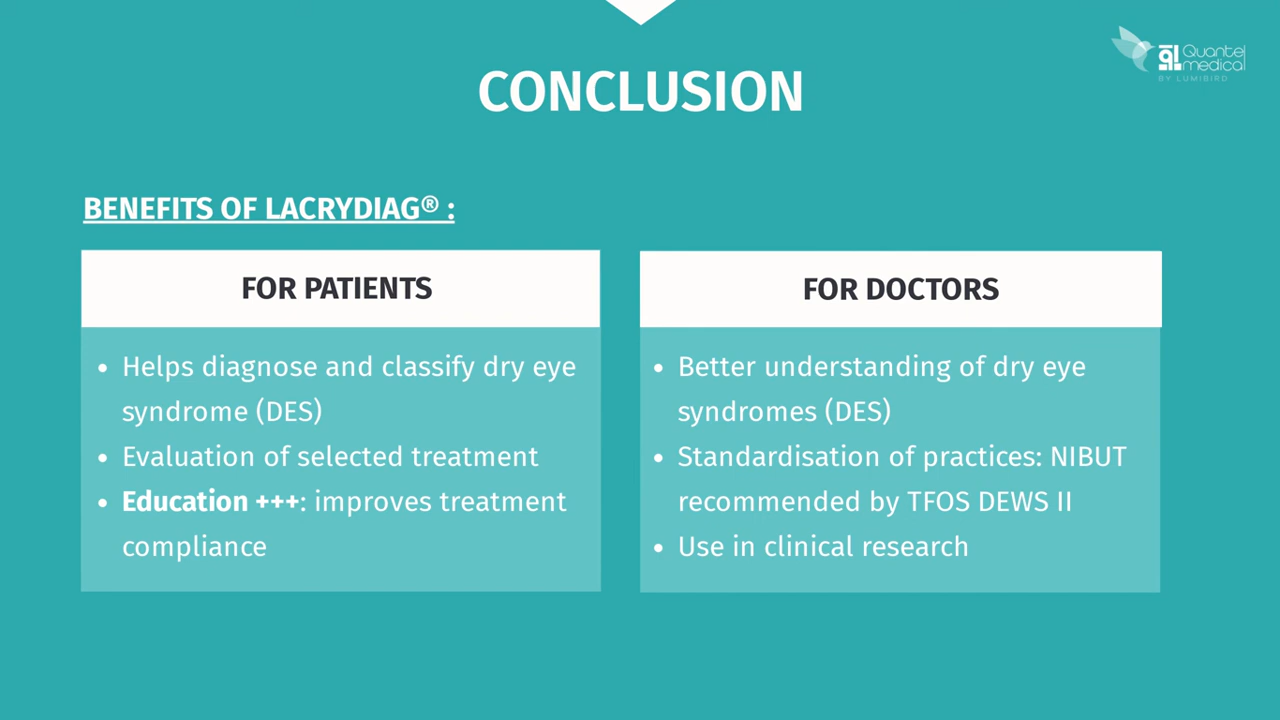 Quantel
medical
BY LUMIBIRD
CONCLUSION
BENEFITS OF LACRYDIAG® :
FOR PATIENTS
• Helps diagnose and classify dry eye
syndrome (DES)
• Evaluation of selected treatment
• Education +++: improves treatment
compliance
FOR DOCTORS
• Better understanding of dry eye
syndromes (DES)
• Standardisation of practices: NIBUT
recommended by TFOS DEWS II
• Use in clinical research